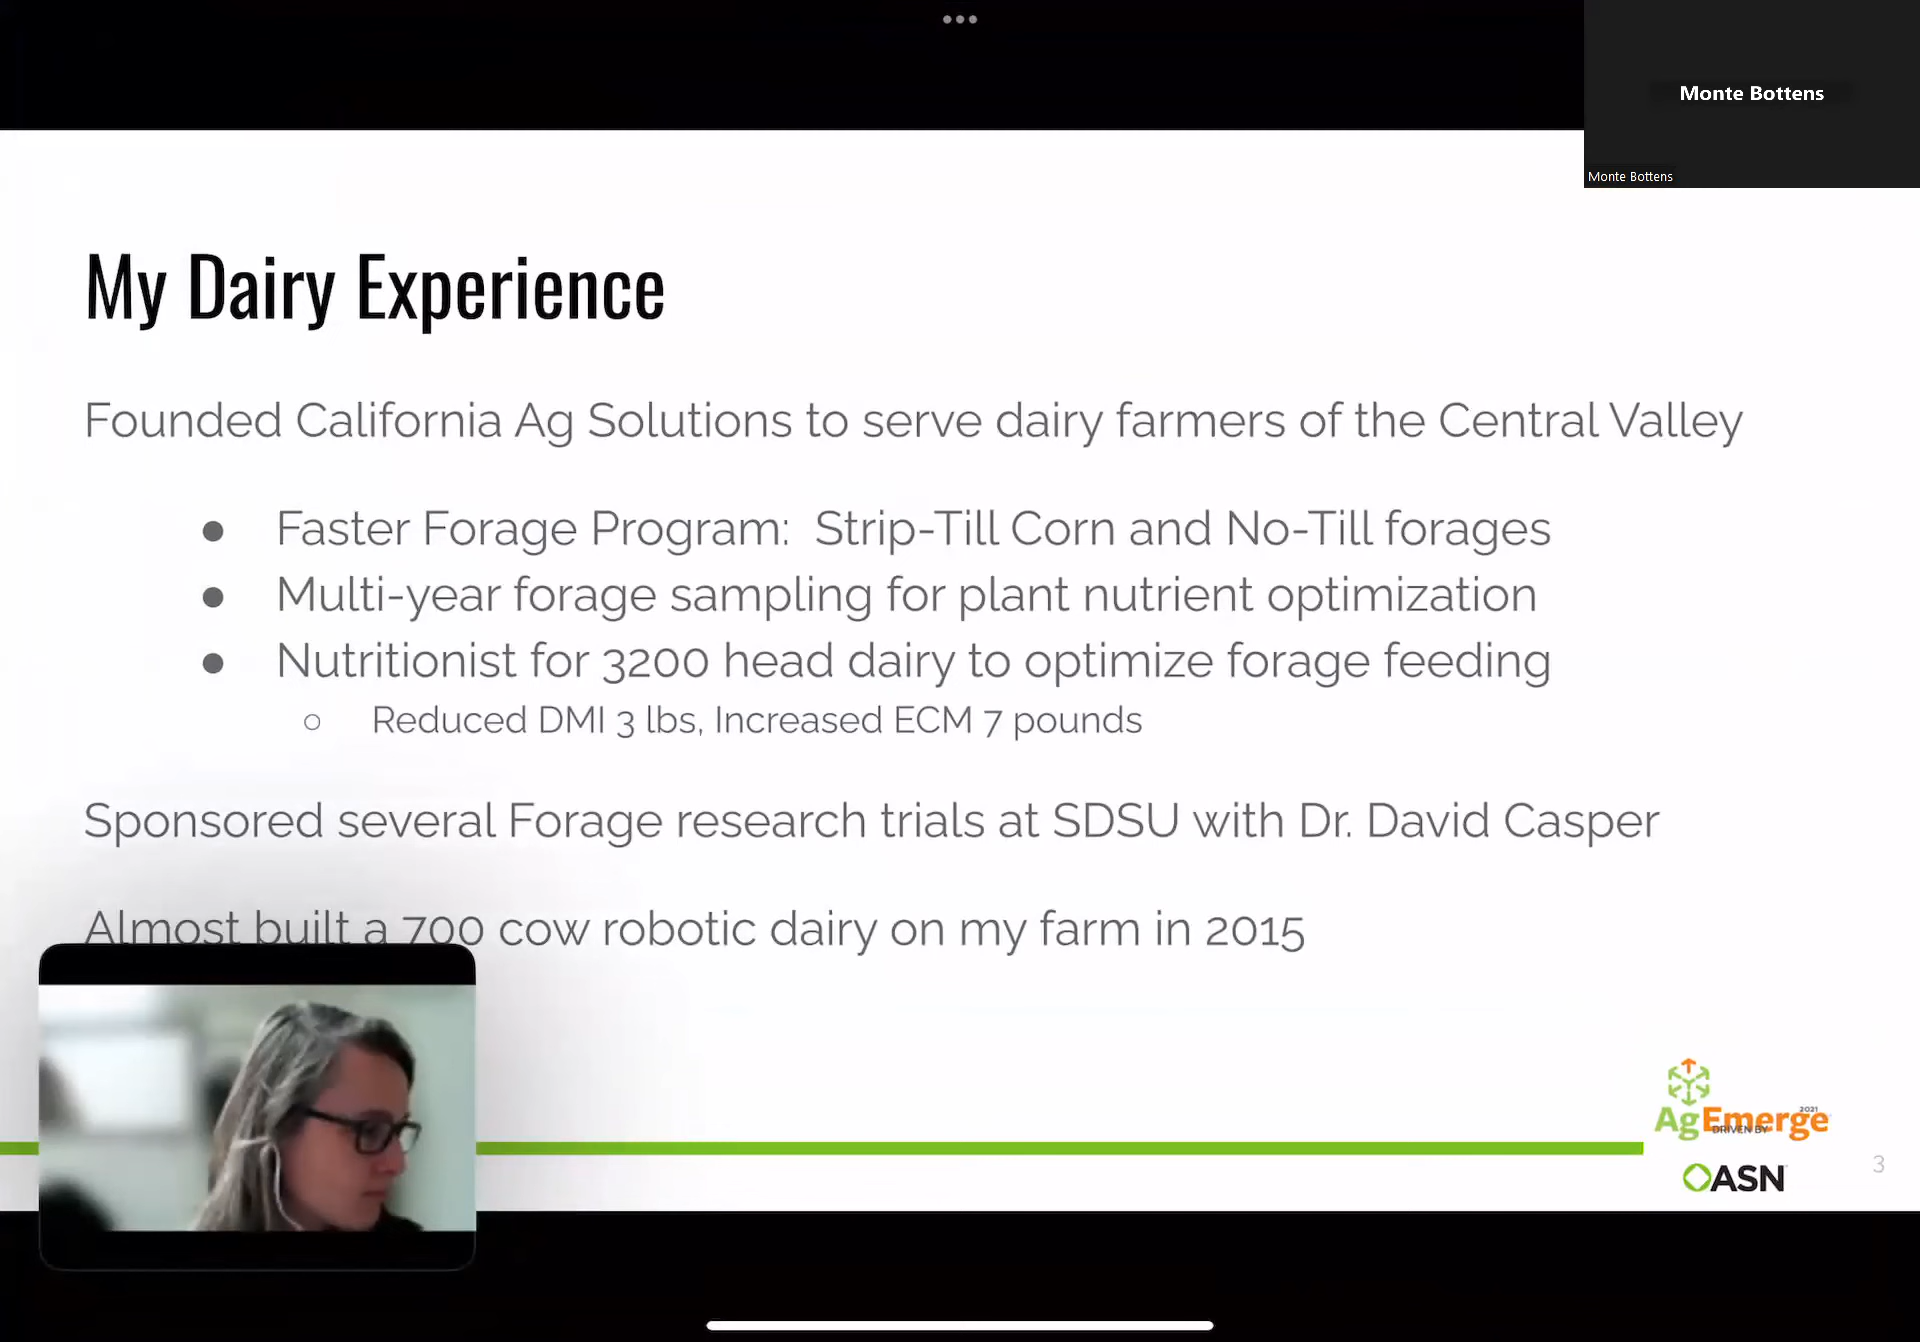 Monte Bottens
Monte Bottens
My Dairy Experience
Founded California Ag Solutions to serve dairy farmers of the Central Valley
● Faster Forage Program: Strip-Till Corn and No-Till forages
● Multi-year forage sampling for plant nutrient optimization
● Nutritionist for 3200 head dairy to optimize forage feeding
○ Reduced DMI 3 lbs, Increased ECM 7 pounds
Sponsored several Forage research trials at SDSU with Dr. David Casper
Almost built a 700 cow robotic dairy on my farm in 2015
2021
AgEmerge
DRIVEN BY
ASN
3